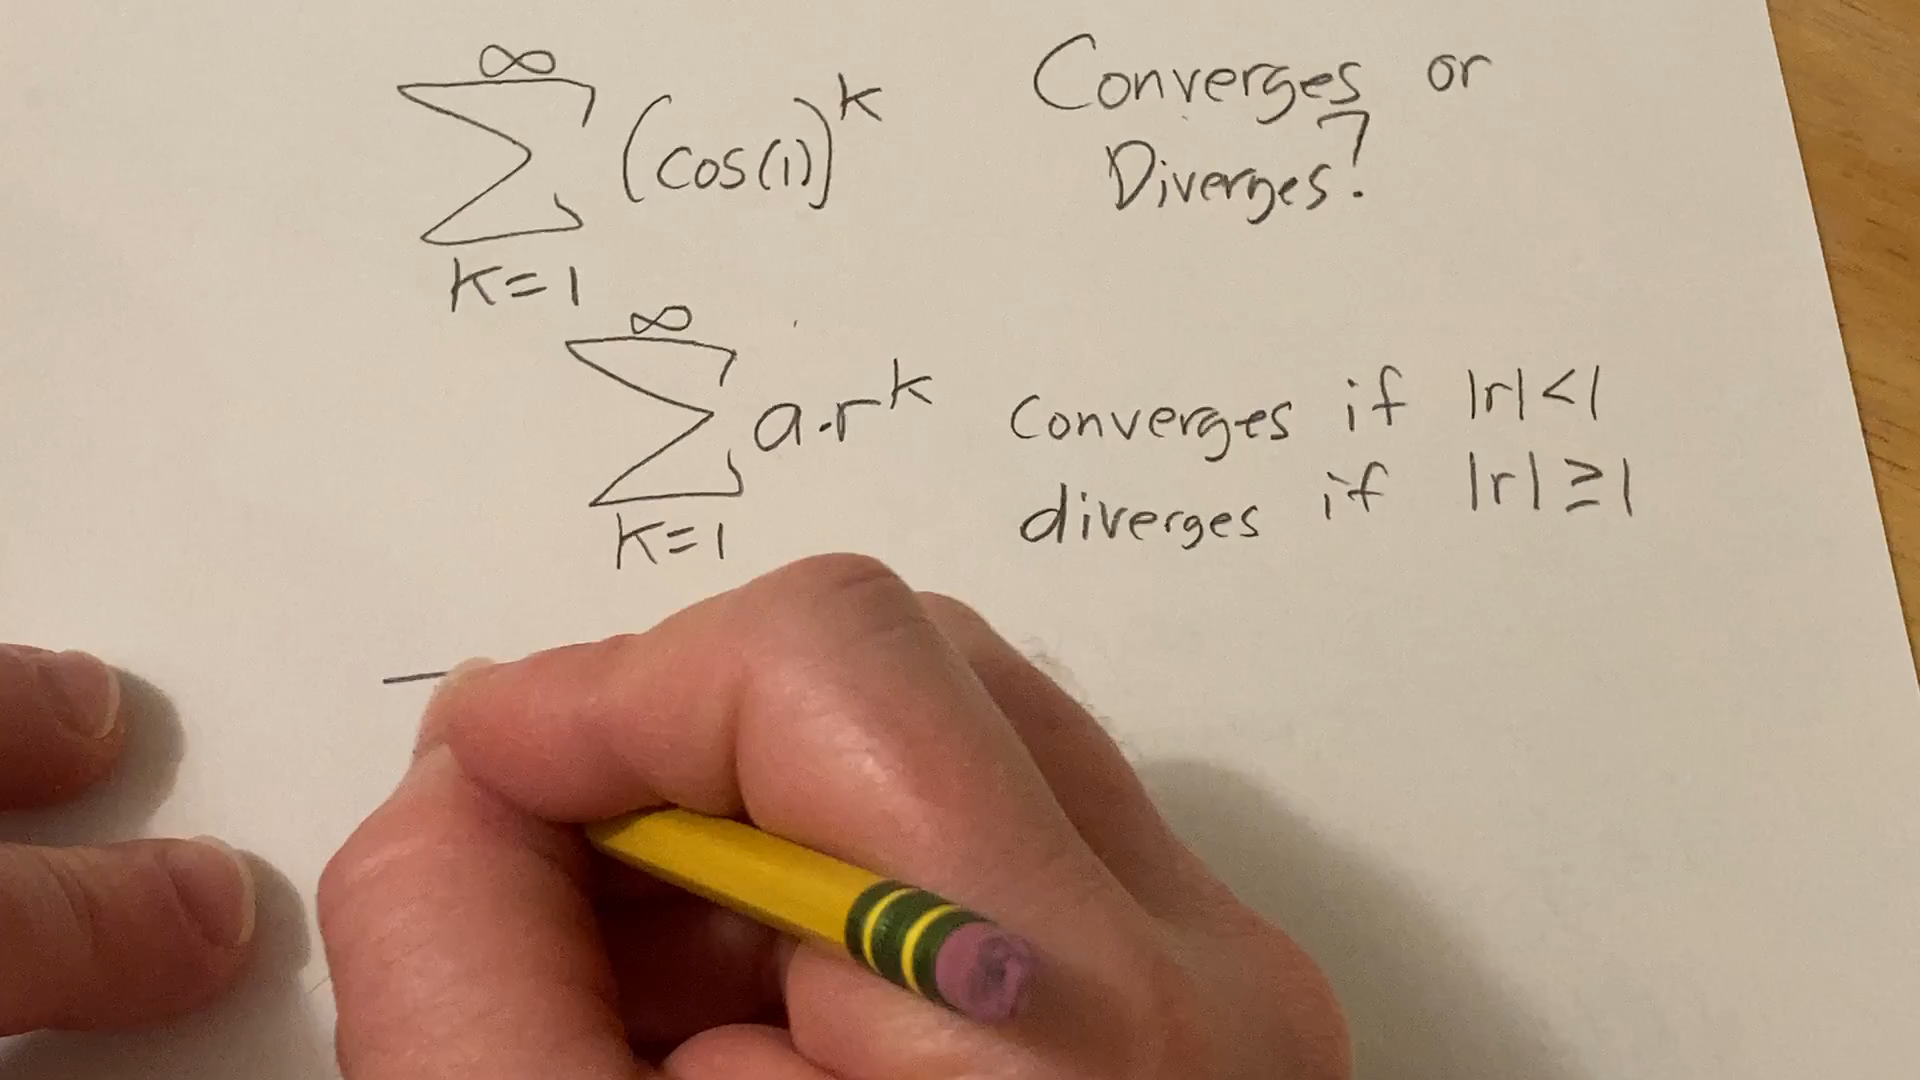 ∞
∑ (cos(1))^k Converges or
Diverges?
k=1
∞
∑ a·r^k converges if |r|<1
diverges if |r|≥1
k=1